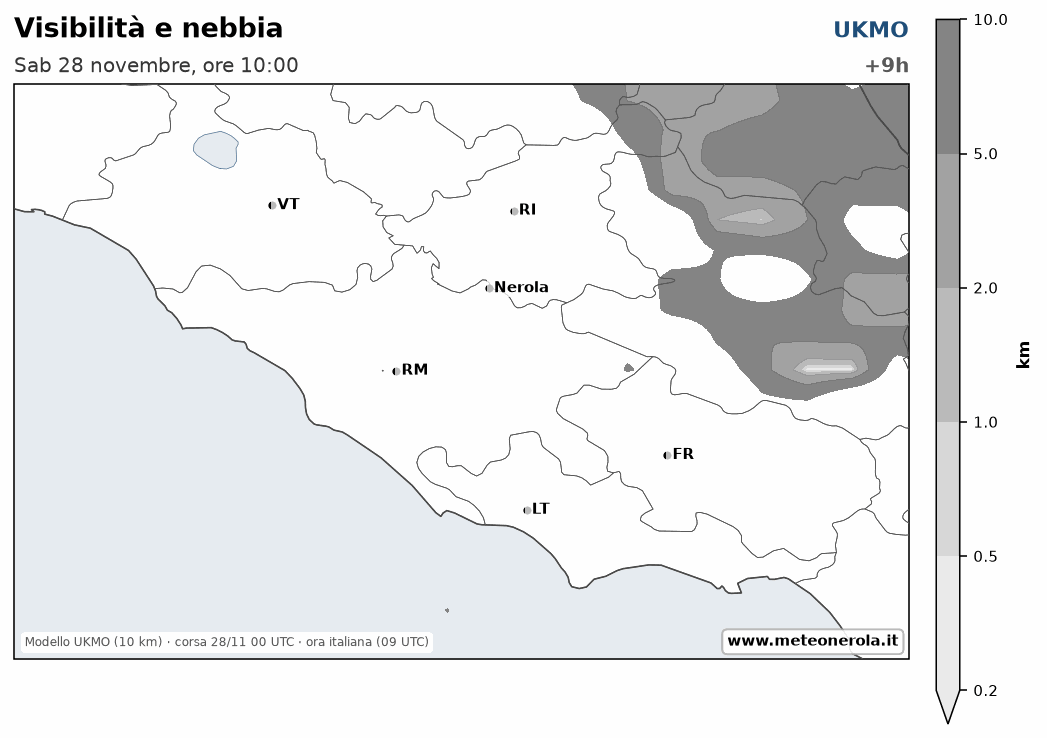 Visibilità e nebbia
UKMO
Sab 28 novembre, ore 10:00
+9h
10.0
5.0
2.0
1.0
0.5
0.2
km
VT
RI
Nerola
RM
FR
LT
Modello UKMO (10 km) · corsa 28/11 00 UTC · ora italiana (09 UTC)
www.meteonerola.it